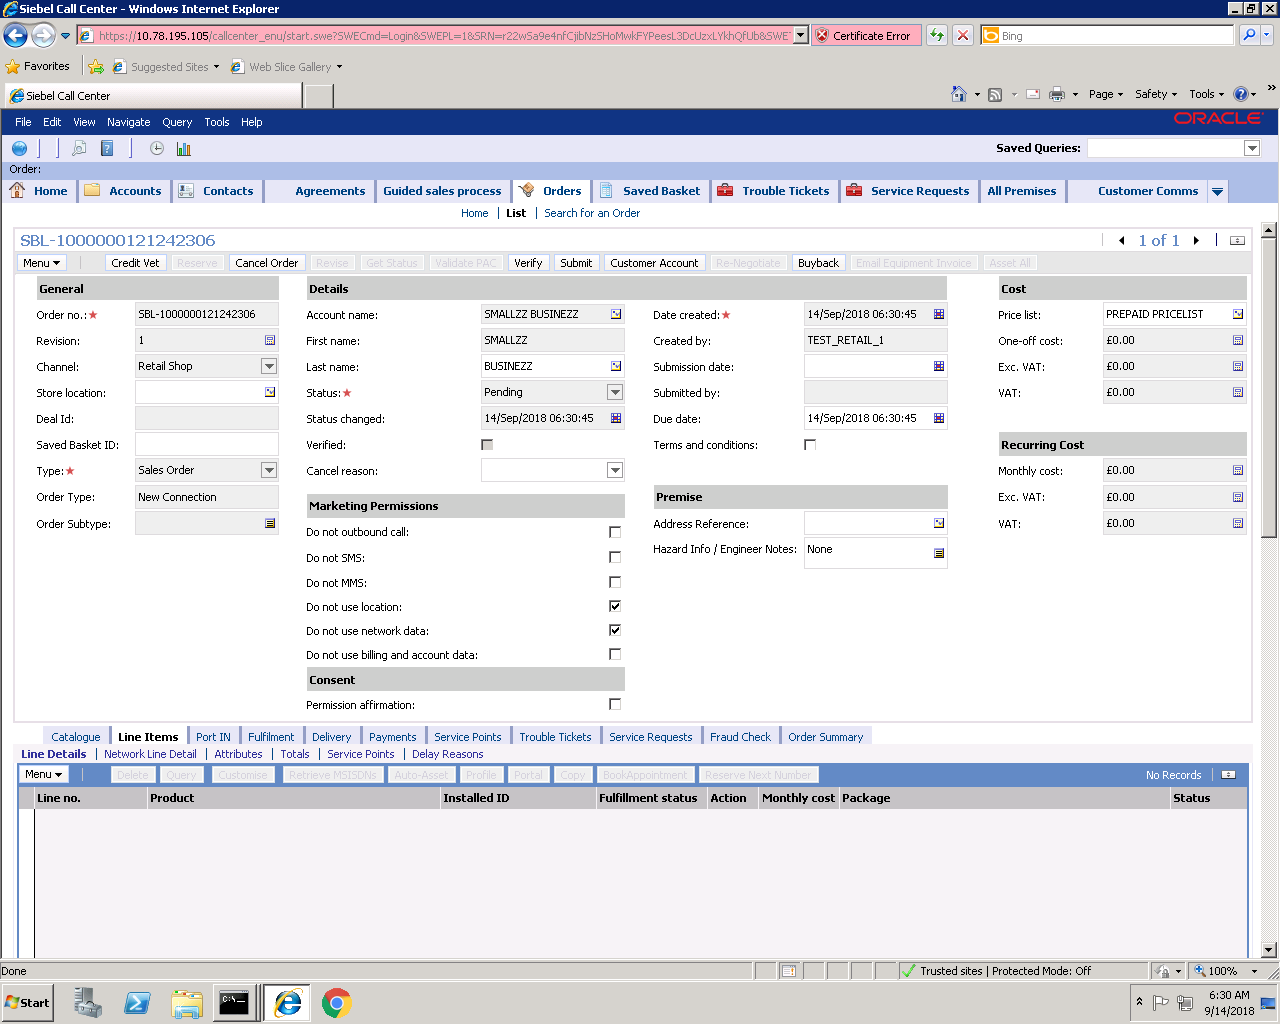 Siebel Call Center - Windows Internet Explorer
https://10.78.195.105/callcenter_enu/start.swe?SWECmd=Login&SWEPL=1&SRN=
Certificate Error
Bing
Favorites
Suggested Sites
Web Slice Gallery
Siebel Call Center
Page
Safety
Tools
File Edit View Navigate Query Tools Help
ORACLE
Saved Queries:
Order:
Home Accounts Contacts Agreements Guided sales process Orders Saved Basket Trouble Tickets Service Requests All Premises Customer Comms
Home | List | Search for an Order
SBL-1000000121242306
1 of 1
Menu Credit Vet Reserve Cancel Order Revise Get Status Validate PAC Verify Submit Customer Account Re-Negotiate Buyback Email Equipment Invoice Asset All
General Details Cost
Order no.:★ SBL-1000000121242306 Account name: SMALLZZ BUSINEZZ Date created:★ 14/Sep/2018 06:30:45 Price list: PREPAID PRICELIST
Revision: 1 First name: SMALLZZ Created by: TEST_RETAIL_1 One-off cost: £0.00
Channel: Retail Shop Last name: BUSINEZZ Submission date: Exc. VAT: £0.00
Store location: Status:★ Pending Submitted by: VAT: £0.00
Deal Id: Status changed: 14/Sep/2018 06:30:45 Due date: 14/Sep/2018 06:30:45
Saved Basket ID: Verified: Terms and conditions: Recurring Cost
Type:★ Sales Order Cancel reason: Monthly cost: £0.00
Order Type: New Connection Marketing Permissions Premise Exc. VAT: £0.00
Order Subtype: Do not outbound call: Address Reference: VAT: £0.00
Do not SMS: Hazard Info / Engineer Notes: None
Do not MMS:
Do not use location:
Do not use network data:
Do not use billing and account data:
Consent
Permission affirmation:
Catalogue Line Items Port IN Fulfilment Delivery Payments Service Points Trouble Tickets Service Requests Fraud Check Order Summary
Line Details | Network Line Detail | Attributes | Totals | Service Points | Delay Reasons
Menu Delete Query Customise Retrieve MSISDNs Auto-Asset Profile Portal Copy BookAppointment Reserve Next Number No Records
Line no. Product Installed ID Fulfillment status Action Monthly cost Package Status
Done
Trusted sites | Protected Mode: Off
100%
Start
6:30 AM
9/14/2018